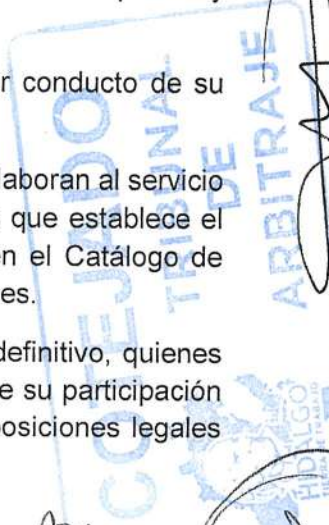 r conducto de su
laboran al servicio
que establece el
en el Catálogo de
es.
definitivo, quienes
e su participación
posiciones legales
COTEJADO
TRIBUNAL
DE
ARBITRAJE
HIDALGO